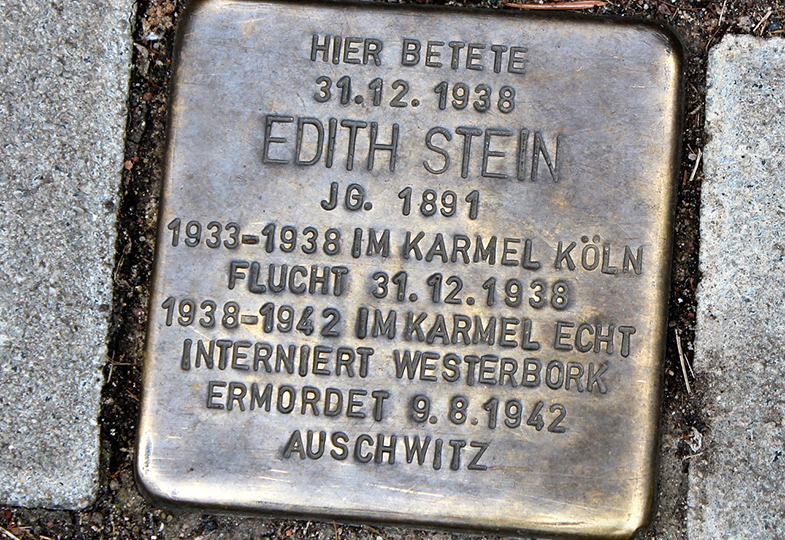 HIER BETETE
31.12. 1938
EDITH STEIN
JG. 1891
1933-1938 IM KARMEL KÖLN
FLUCHT 31.12.1938
1938-1942 IM KARMEL ECHT
INTERNIERT WESTERBORK
ERMORDET 9.8.1942
AUSCHWITZ